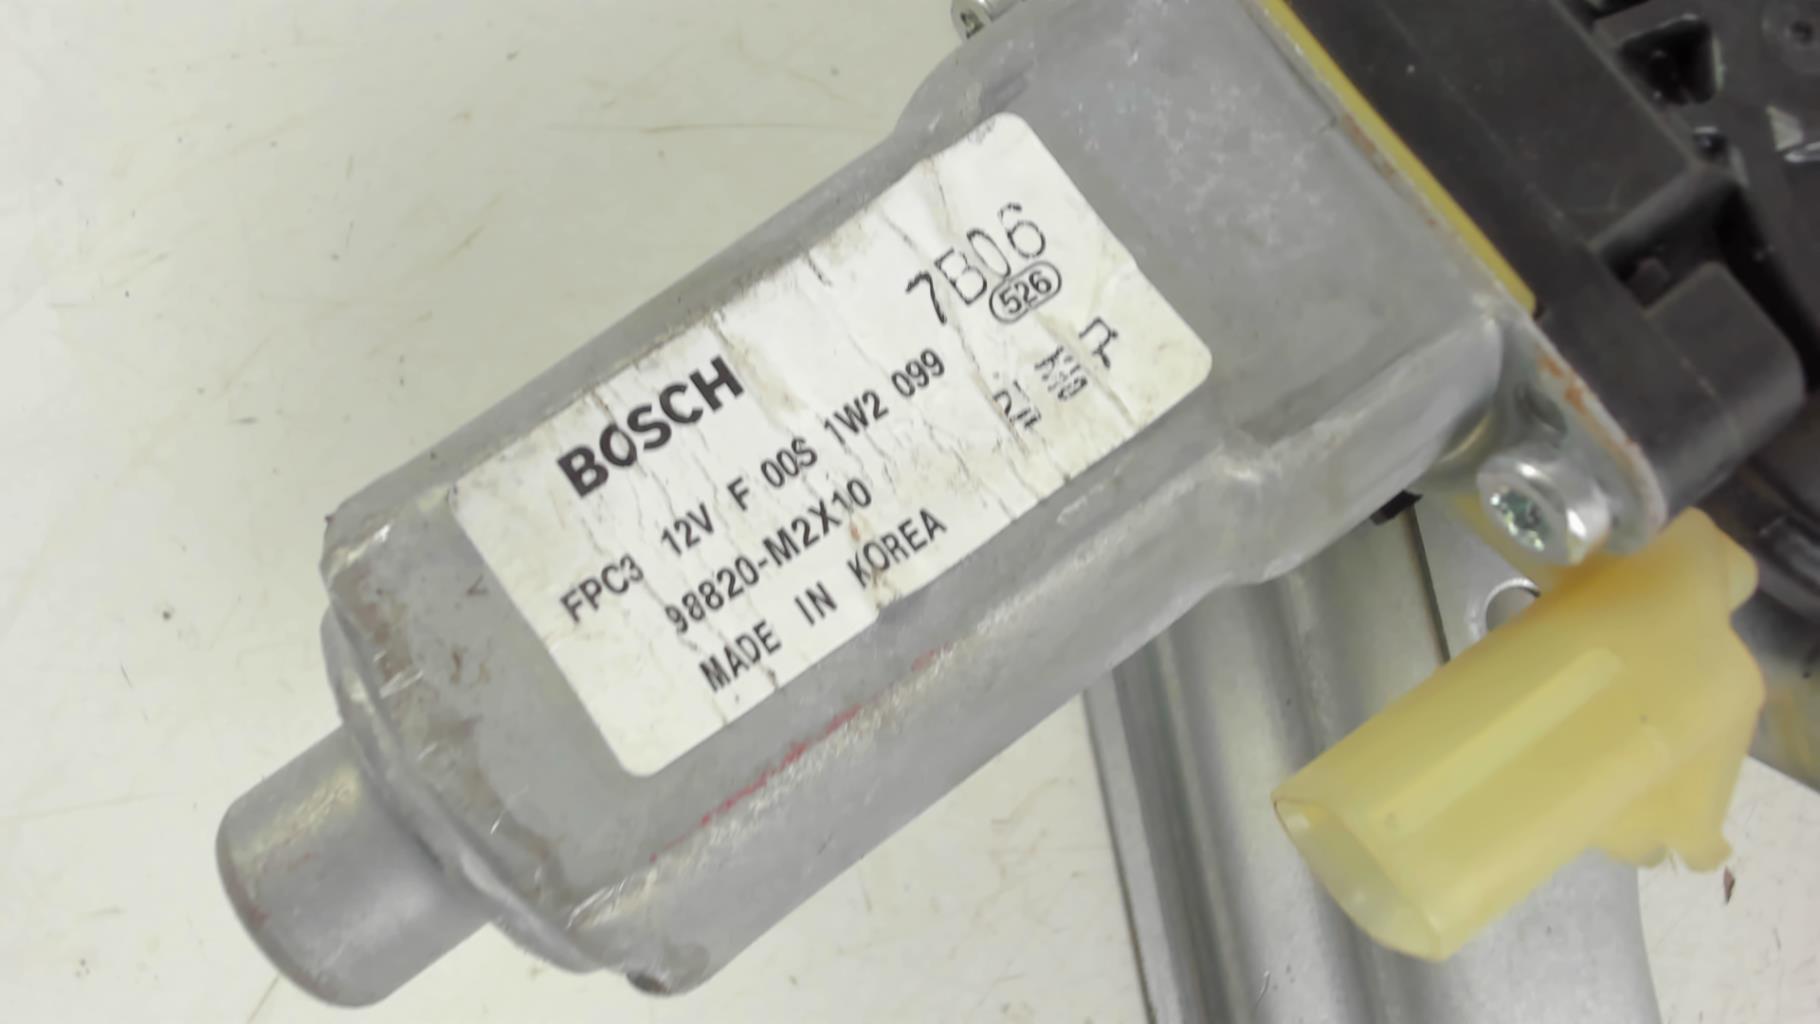 BOSCH
7B06
526
FPC3 12V F 00S 1W2 099
98820-M2X10
MADE IN KOREA